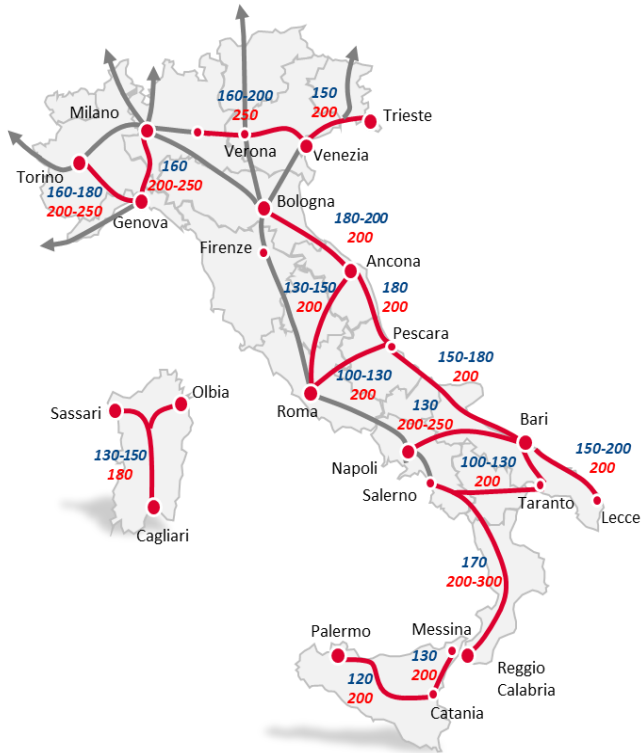 160-200
250
150
200
Trieste
Milano
Verona
Venezia
Torino
160-180
200-250
160
200-250
Genova
Bologna
180-200
200
Firenze
Ancona
130-150
200
180
200
Pescara
150-180
200
100-130
200
Roma
130
200-250
Bari
Olbia
Sassari
130-150
180
Cagliari
Napoli
Salerno
100-130
200
Taranto
150-200
200
Lecce
170
200-300
Palermo
Messina
130
200
120
200
Reggio
Calabria
Catania